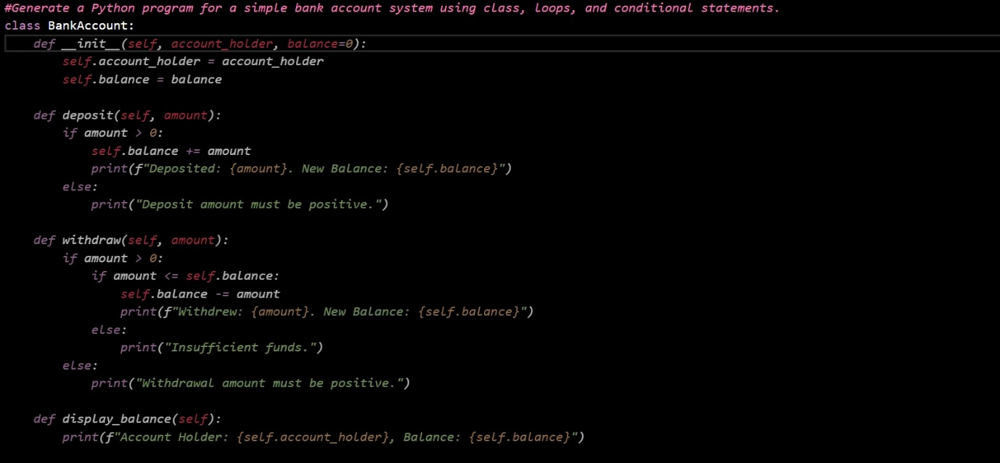 #Generate a Python program for a simple bank account system using class, loops, and conditional statements.
class BankAccount:
    def __init__(self, account_holder, balance=0):
        self.account_holder = account_holder
        self.balance = balance

    def deposit(self, amount):
        if amount > 0:
            self.balance += amount
            print(f"Deposited: {amount}. New Balance: {self.balance}")
        else:
            print("Deposit amount must be positive.")

    def withdraw(self, amount):
        if amount > 0:
            if amount <= self.balance:
                self.balance -= amount
                print(f"Withdrew: {amount}. New Balance: {self.balance}")
            else:
                print("Insufficient funds.")
        else:
            print("Withdrawal amount must be positive.")

    def display_balance(self):
        print(f"Account Holder: {self.account_holder}, Balance: {self.balance}")